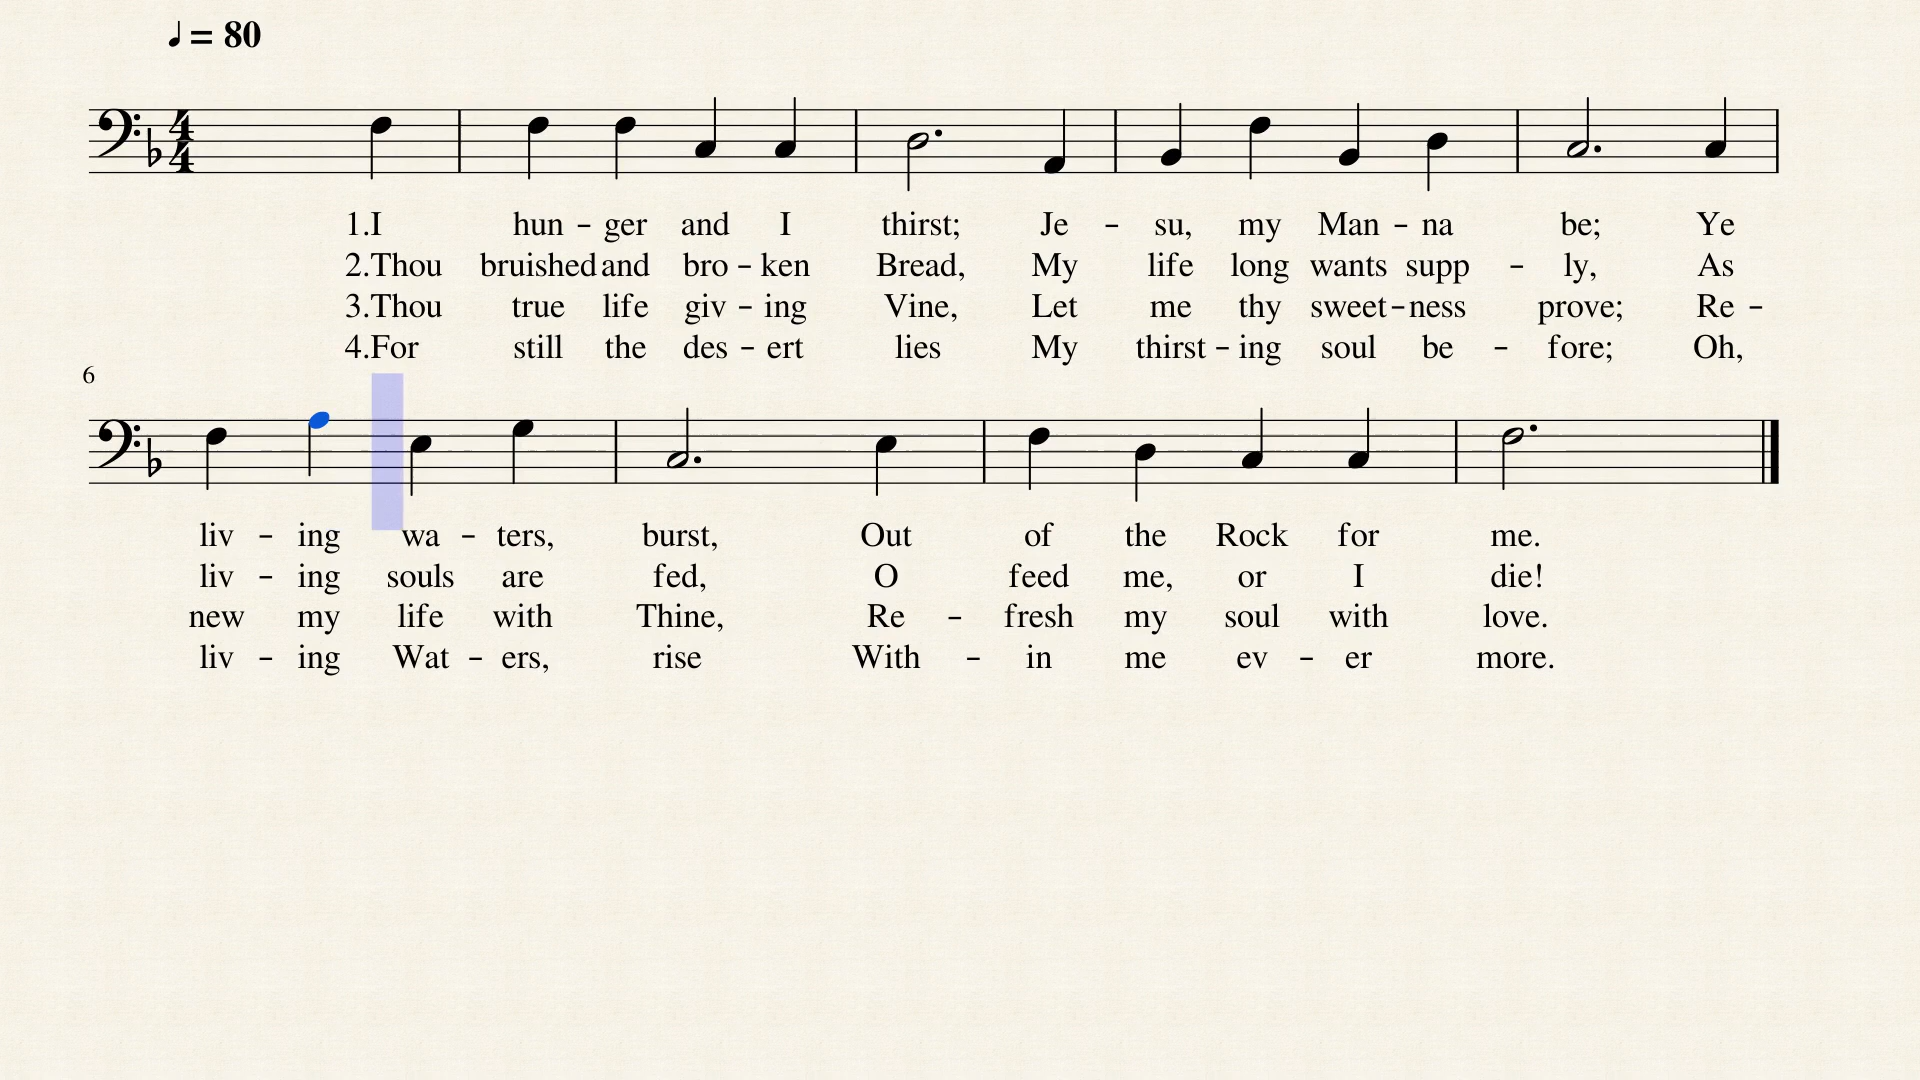 ♩ = 80
1.I hun – ger and I thirst; Je – su, my Man – na be; Ye
2.Thou bruished and bro – ken Bread, My life long wants supp – ly, As
3.Thou true life giv – ing Vine, Let me thy sweet – ness prove; Re –
4.For still the des – ert lies My thirst – ing soul be – fore; Oh,
6
liv – ing wa – ters, burst, Out of the Rock for me.
liv – ing souls are fed, O feed me, or I die!
new my life with Thine, Re – fresh my soul with love.
liv – ing Wat – ers, rise With – in me ev – er more.